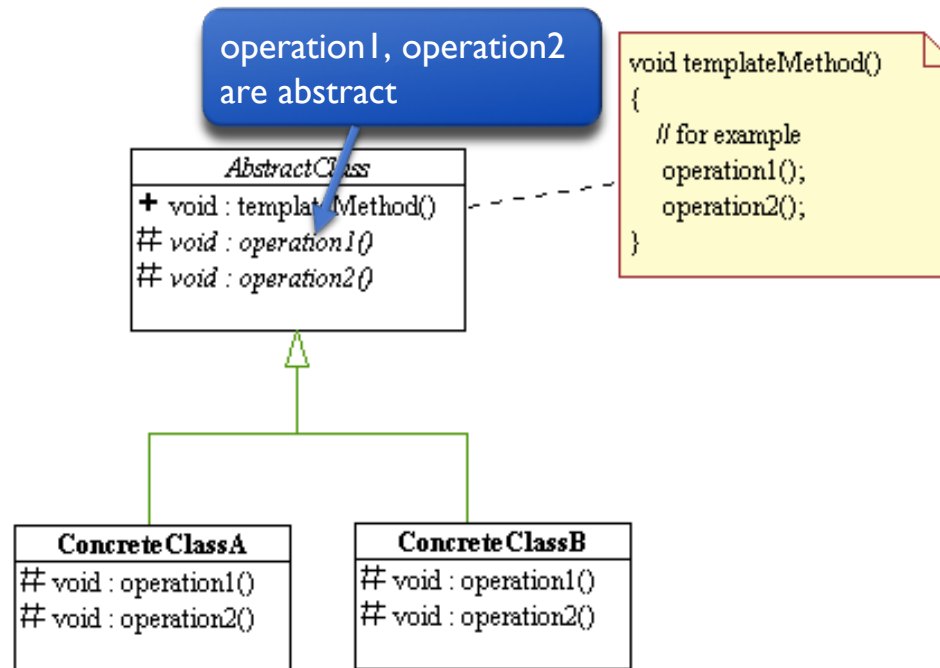 operation1, operation2
are abstract
void templateMethod()
{
// for example
operation1();
operation2();
}
AbstractClass
+ void : templateMethod()
# void : operation1()
# void : operation2()
ConcreteClassA
# void : operation1()
# void : operation2()
ConcreteClassB
# void : operation1()
# void : operation2()